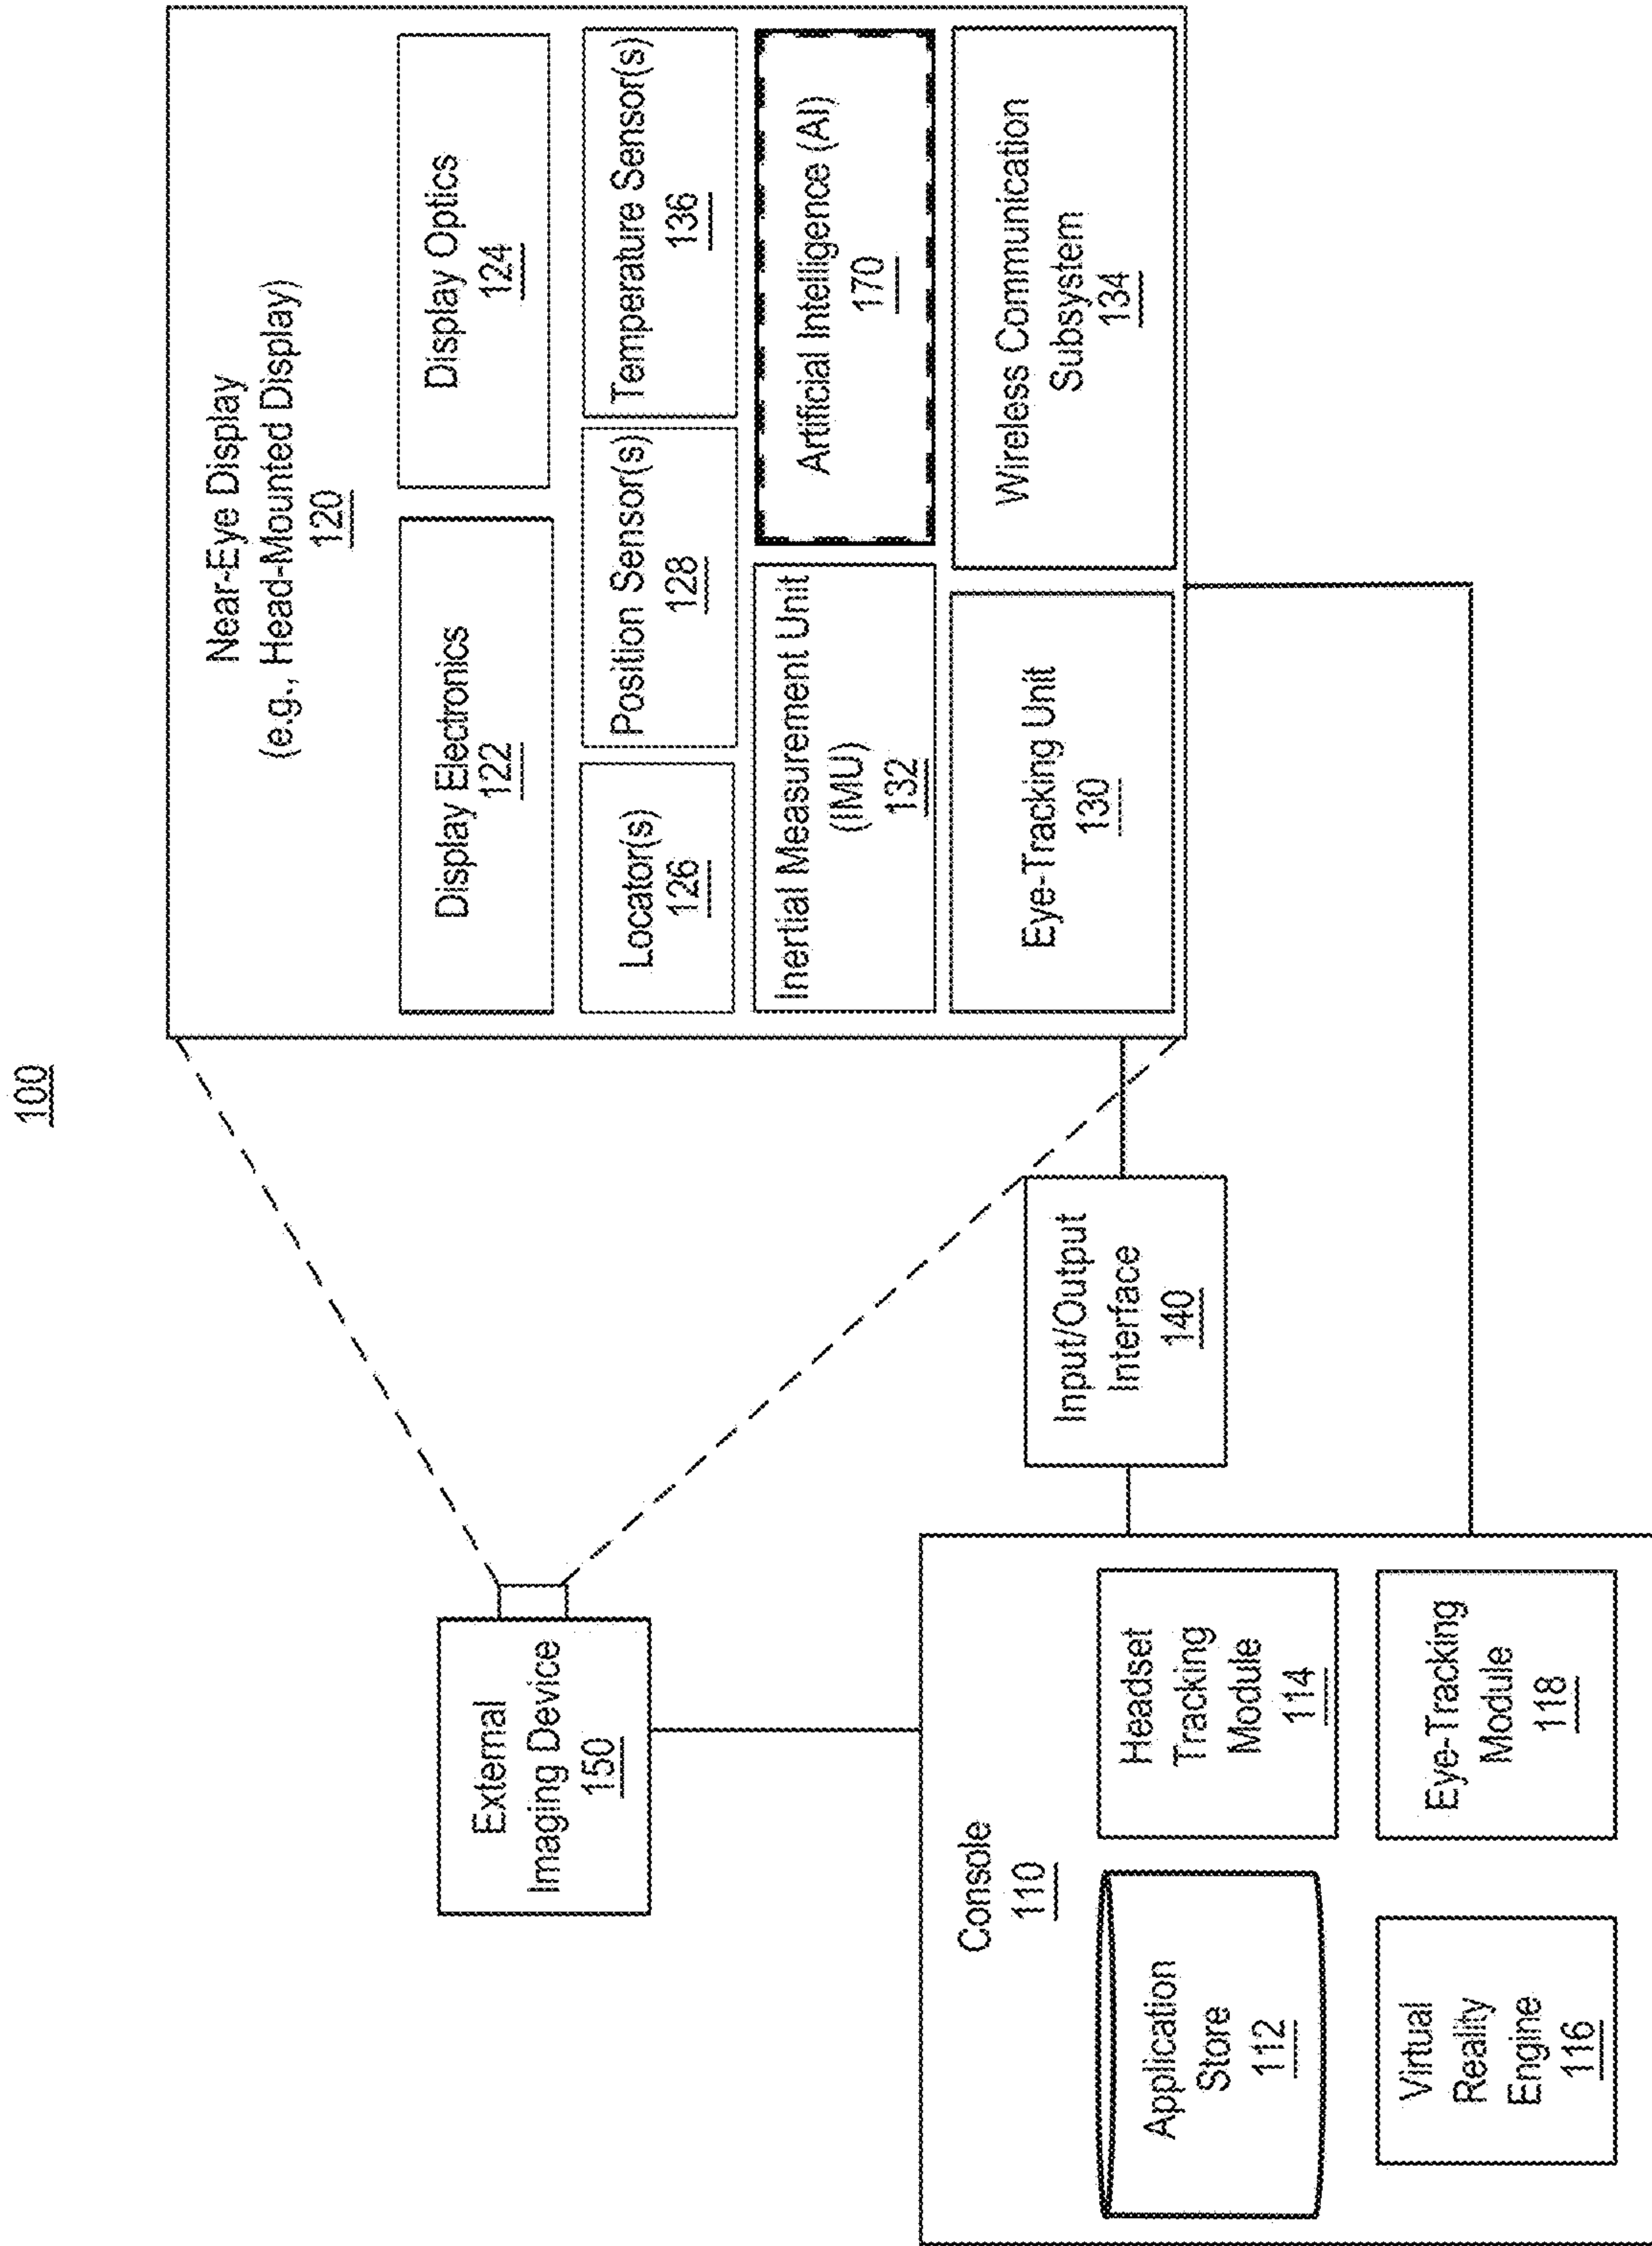 100
Near-Eye Display
(e.g., Head-Mounted Display)
120
Display Electronics
122
Display Optics
124
Locator(s)
126
Position Sensor(s)
128
Temperature Sensor(s)
136
Inertial Measurement Unit
(IMU)
132
Artificial Intelligence (AI)
170
Eye-Tracking Unit
130
Wireless Communication
Subsystem
134
External
Imaging Device
150
Input/Output
Interface
140
Console
110
Application
Store
112
Headset
Tracking
Module
114
Virtual
Reality
Engine
116
Eye-Tracking
Module
118